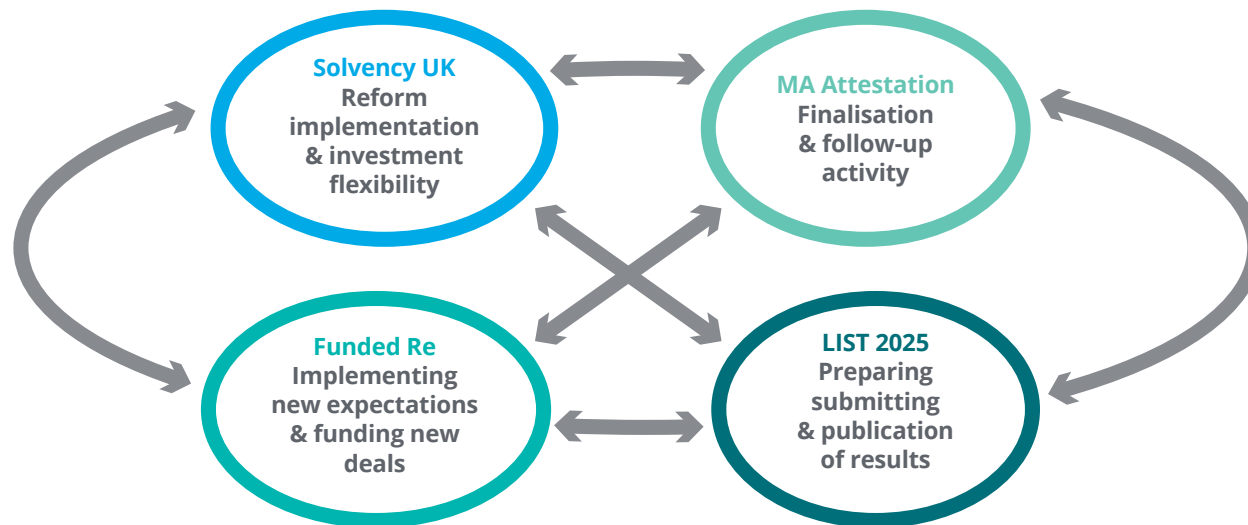 Solvency UK
Reform
implementation
& investment
flexibility
MA Attestation
Finalisation
& follow-up
activity
Funded Re
Implementing
new expectations
& funding new
deals
LIST 2025
Preparing
submitting
& publication
of results